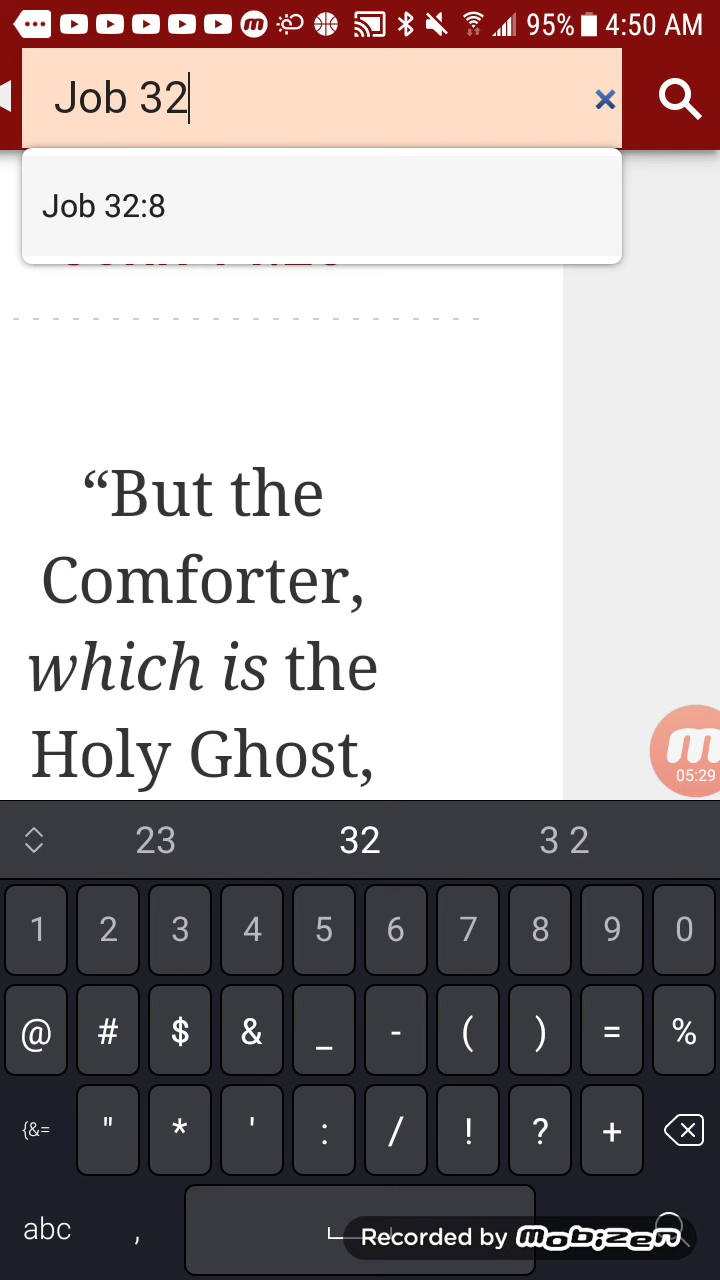 95% 4:50 AM
Job 32
Job 32:8
“But the
Comforter,
which is the
Holy Ghost,
05:29
23 32 3 2
1 2 3 4 5 6 7 8 9 0
@ # $ & _ - ( ) = %
{&= " * ' : / ! ? +
abc ,
Recorded by mobizen